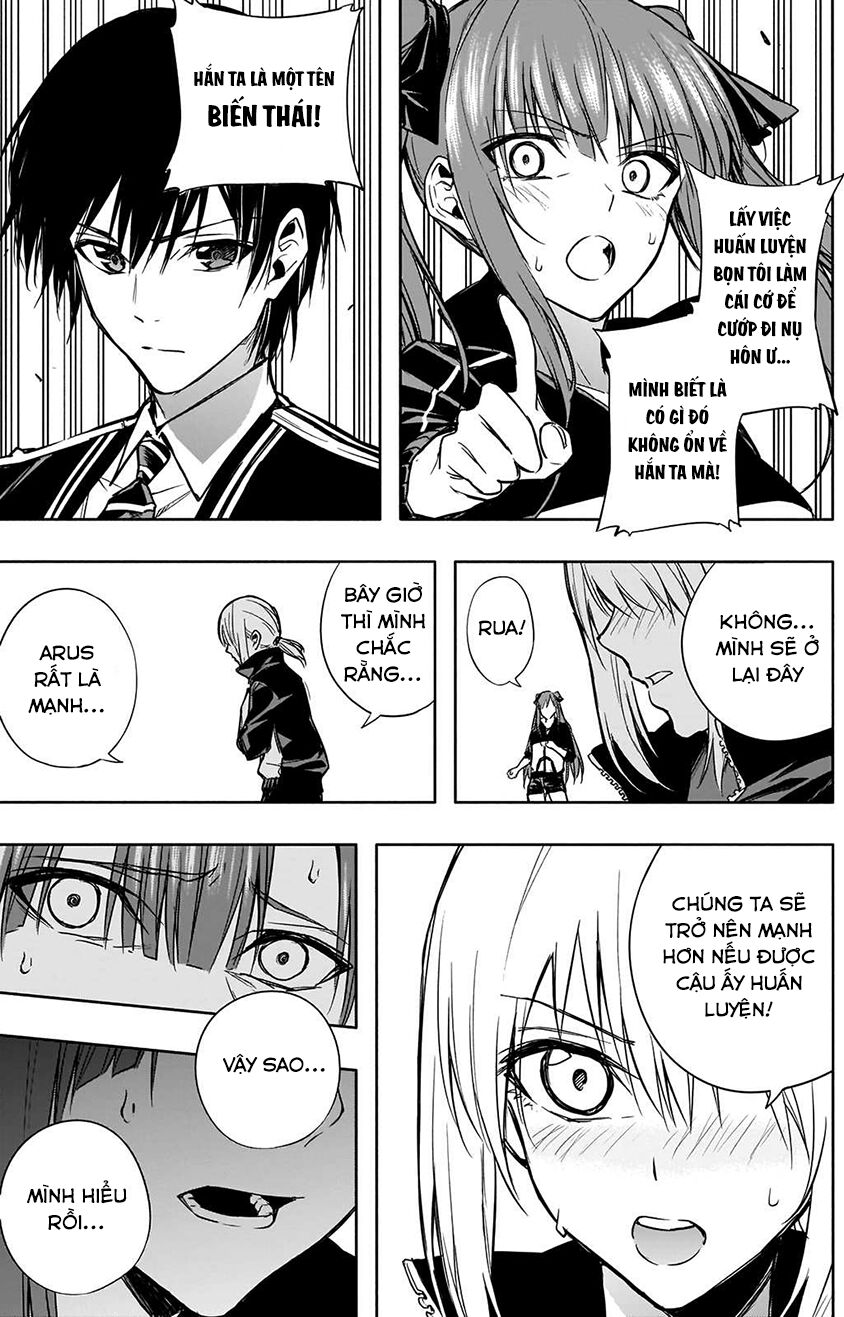 LẤY VIỆC
HUẤN LUYỆN
BỌN TÔI LÀM
CÁI CỚ ĐỂ
CƯỚP ĐI NỤ
HÔN Ư...
MÌNH BIẾT LÀ
CÓ GÌ ĐÓ
KHÔNG ỔN VỀ
HẮN TA MÀ!
HẮN TA LÀ MỘT TÊN
BIẾN THÁI!
KHÔNG...
MÌNH SẼ Ở
LẠI ĐÂY
RUA!
BÂY GIỜ
THÌ MÌNH
CHẮC
RẰNG...
ARUS
RẤT LÀ
MẠNH...
CHÚNG TA SẼ
TRỞ NÊN MẠNH
HƠN NẾU ĐƯỢC
CẬU ẤY HUẤN
LUYỆN!
VẬY SAO...
MÌNH HIỂU
RỒI...